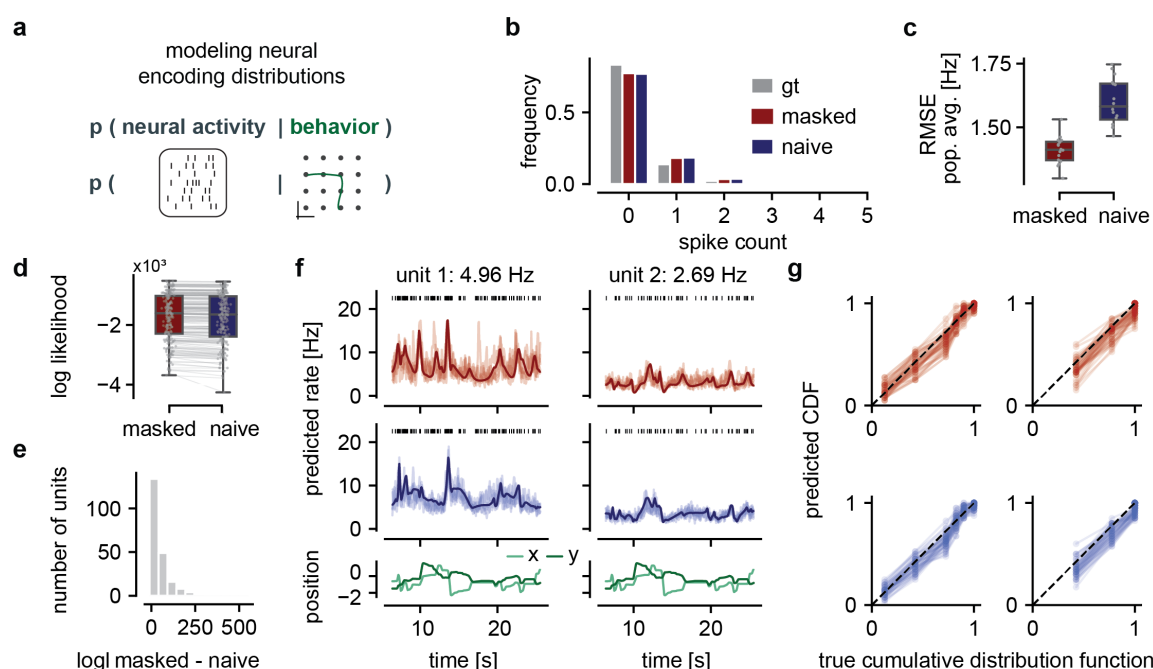 a
modeling neural
encoding distributions
p ( neural activity | behavior )
p ( | )
b
frequency
0.5
0.0
gt
masked
naive
0 1 2 3 4 5
spike count
c
RMSE
pop. avg. [Hz]
1.75
1.50
masked naive
d
x10³
log likelihood
−2
−4
masked naive
e
number of units
100
50
0
0 250 500
logl masked - naive
f
unit 1: 4.96 Hz unit 2: 2.69 Hz
predicted rate [Hz]
20
10
0
20
10
0
x y
position
0
−2
10 20 10 20
time [s] time [s]
g
predicted CDF
1 1
0 0
0 1 0 1
1 1
0 0
0 1 0 1
true cumulative distribution function